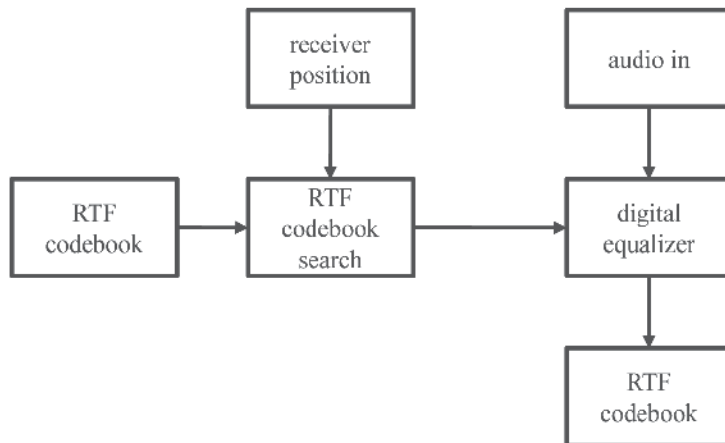 receiver
position
audio in
RTF
codebook
RTF
codebook
search
digital
equalizer
RTF
codebook